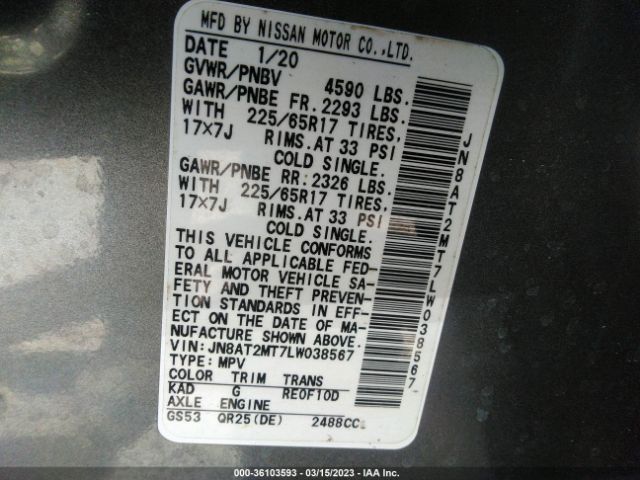 MFD BY NISSAN MOTOR CO.,LTD.
DATE 1/20
GVWR/PNBV 4590 LBS.
GAWR/PNBE FR.2293 LBS.
WITH 225/65R17 TIRES,
17X7J RIMS.AT 33 PSI
COLD SINGLE.
GAWR/PNBE RR:2326 LBS.
WITH 225/65R17 TIRES,
17X7J RIMS.AT 33 PSI
COLD SINGLE.
THIS VEHICLE CONFORMS
TO ALL APPLICABLE FED-
ERAL MOTOR VEHICLE SA-
FETY AND THEFT PREVEN-
TION STANDARDS IN EFF-
ECT ON THE DATE OF MA-
NUFACTURE SHOWN ABOVE.
VIN:JN8AT2MT7LW038567
TYPE:MPV
COLOR TRIM TRANS
KAD G RE0F10D
AXLE ENGINE
GS53 QR25(DE) 2488CC
JN8AT2MT7LW038567
000-36103593 — 03/15/2023 — IAA Inc.